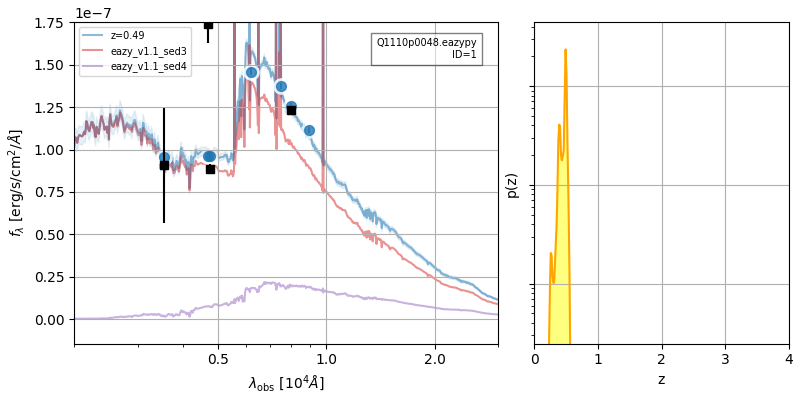 1e−7
z=0.49
eazy_v1.1_sed3
eazy_v1.1_sed4
Q1110p0048.eazypy
ID=1
1.75
1.50
1.25
1.00
0.75
0.50
0.25
0.00
fλ [erg/s/cm²/Å]
0.5
1.0
2.0
λobs [10⁴Å]
p(z)
0
1
2
3
4
z